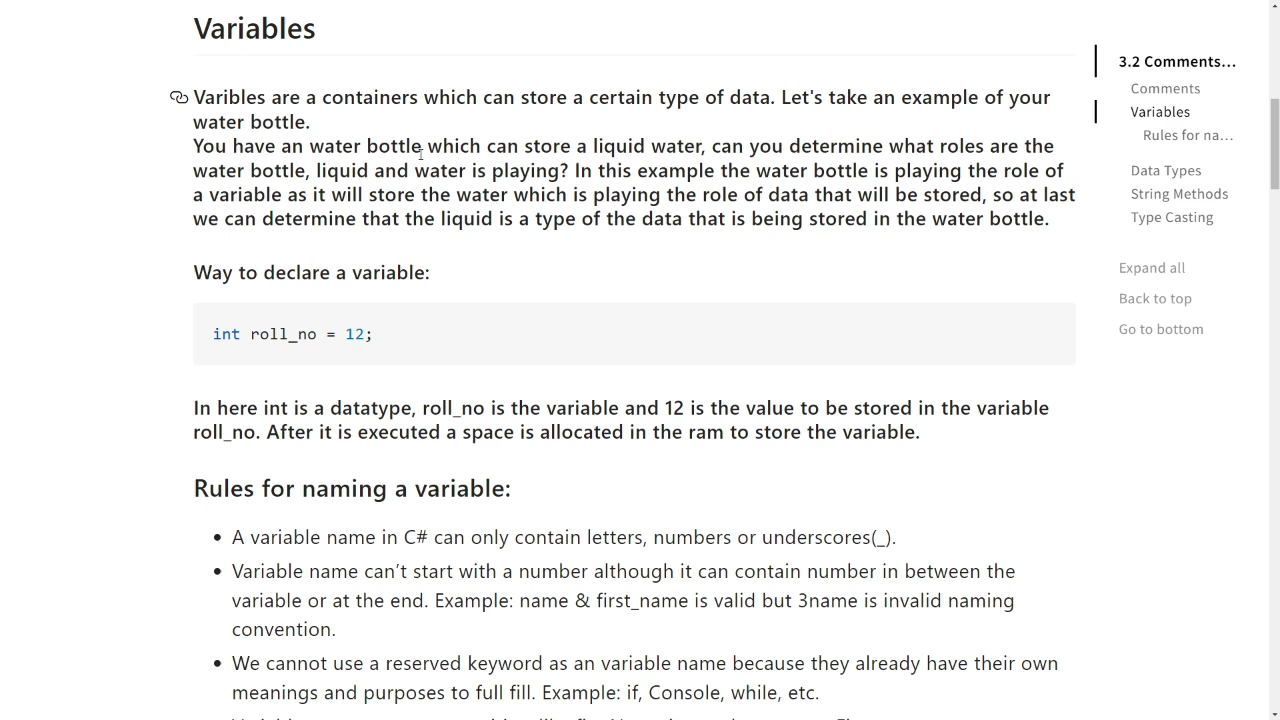 Variables
Varibles are a containers which can store a certain type of data. Let's take an example of your
water bottle.
You have an water bottle which can store a liquid water, can you determine what roles are the
water bottle, liquid and water is playing? In this example the water bottle is playing the role of
a variable as it will store the water which is playing the role of data that will be stored, so at last
we can determine that the liquid is a type of the data that is being stored in the water bottle.
Way to declare a variable:
int roll_no = 12;
In here int is a datatype, roll_no is the variable and 12 is the value to be stored in the variable
roll_no. After it is executed a space is allocated in the ram to store the variable.
Rules for naming a variable:
• A variable name in C# can only contain letters, numbers or underscores(_).
• Variable name can’t start with a number although it can contain number in between the
variable or at the end. Example: name & first_name is valid but 3name is invalid naming
convention.
• We cannot use a reserved keyword as an variable name because they already have their own
meanings and purposes to full fill. Example: if, Console, while, etc.
3.2 Comments…
Comments
Variables
Rules for na…
Data Types
String Methods
Type Casting
Expand all
Back to top
Go to bottom